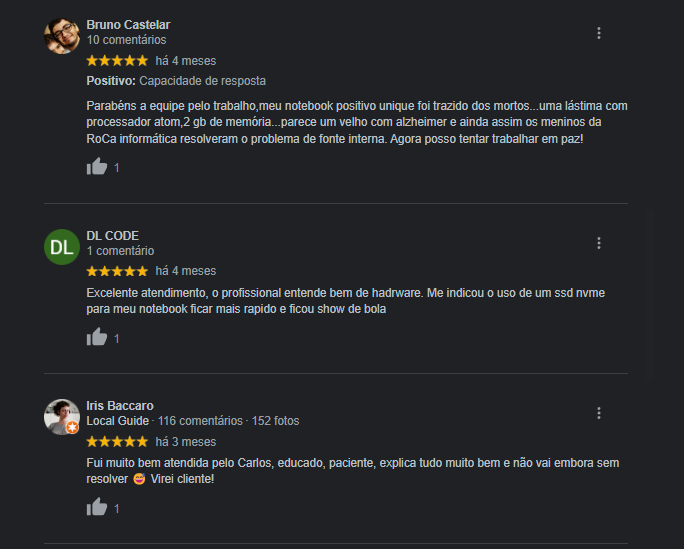 Bruno Castelar
10 comentários
há 4 meses
Positivo: Capacidade de resposta
Parabéns a equipe pelo trabalho,meu notebook positivo unique foi trazido dos mortos...uma lástima com
processador atom,2 gb de memória...parece um velho com alzheimer e ainda assim os meninos da
RoCa informática resolveram o problema de fonte interna. Agora posso tentar trabalhar em paz!
1
DL
DL CODE
1 comentário
há 4 meses
Excelente atendimento, o profissional entende bem de hadrware. Me indicou o uso de um ssd nvme
para meu notebook ficar mais rapido e ficou show de bola
1
Iris Baccaro
Local Guide · 116 comentários · 152 fotos
há 3 meses
Fui muito bem atendida pelo Carlos, educado, paciente, explica tudo muito bem e não vai embora sem
resolver 😅 Virei cliente!
1